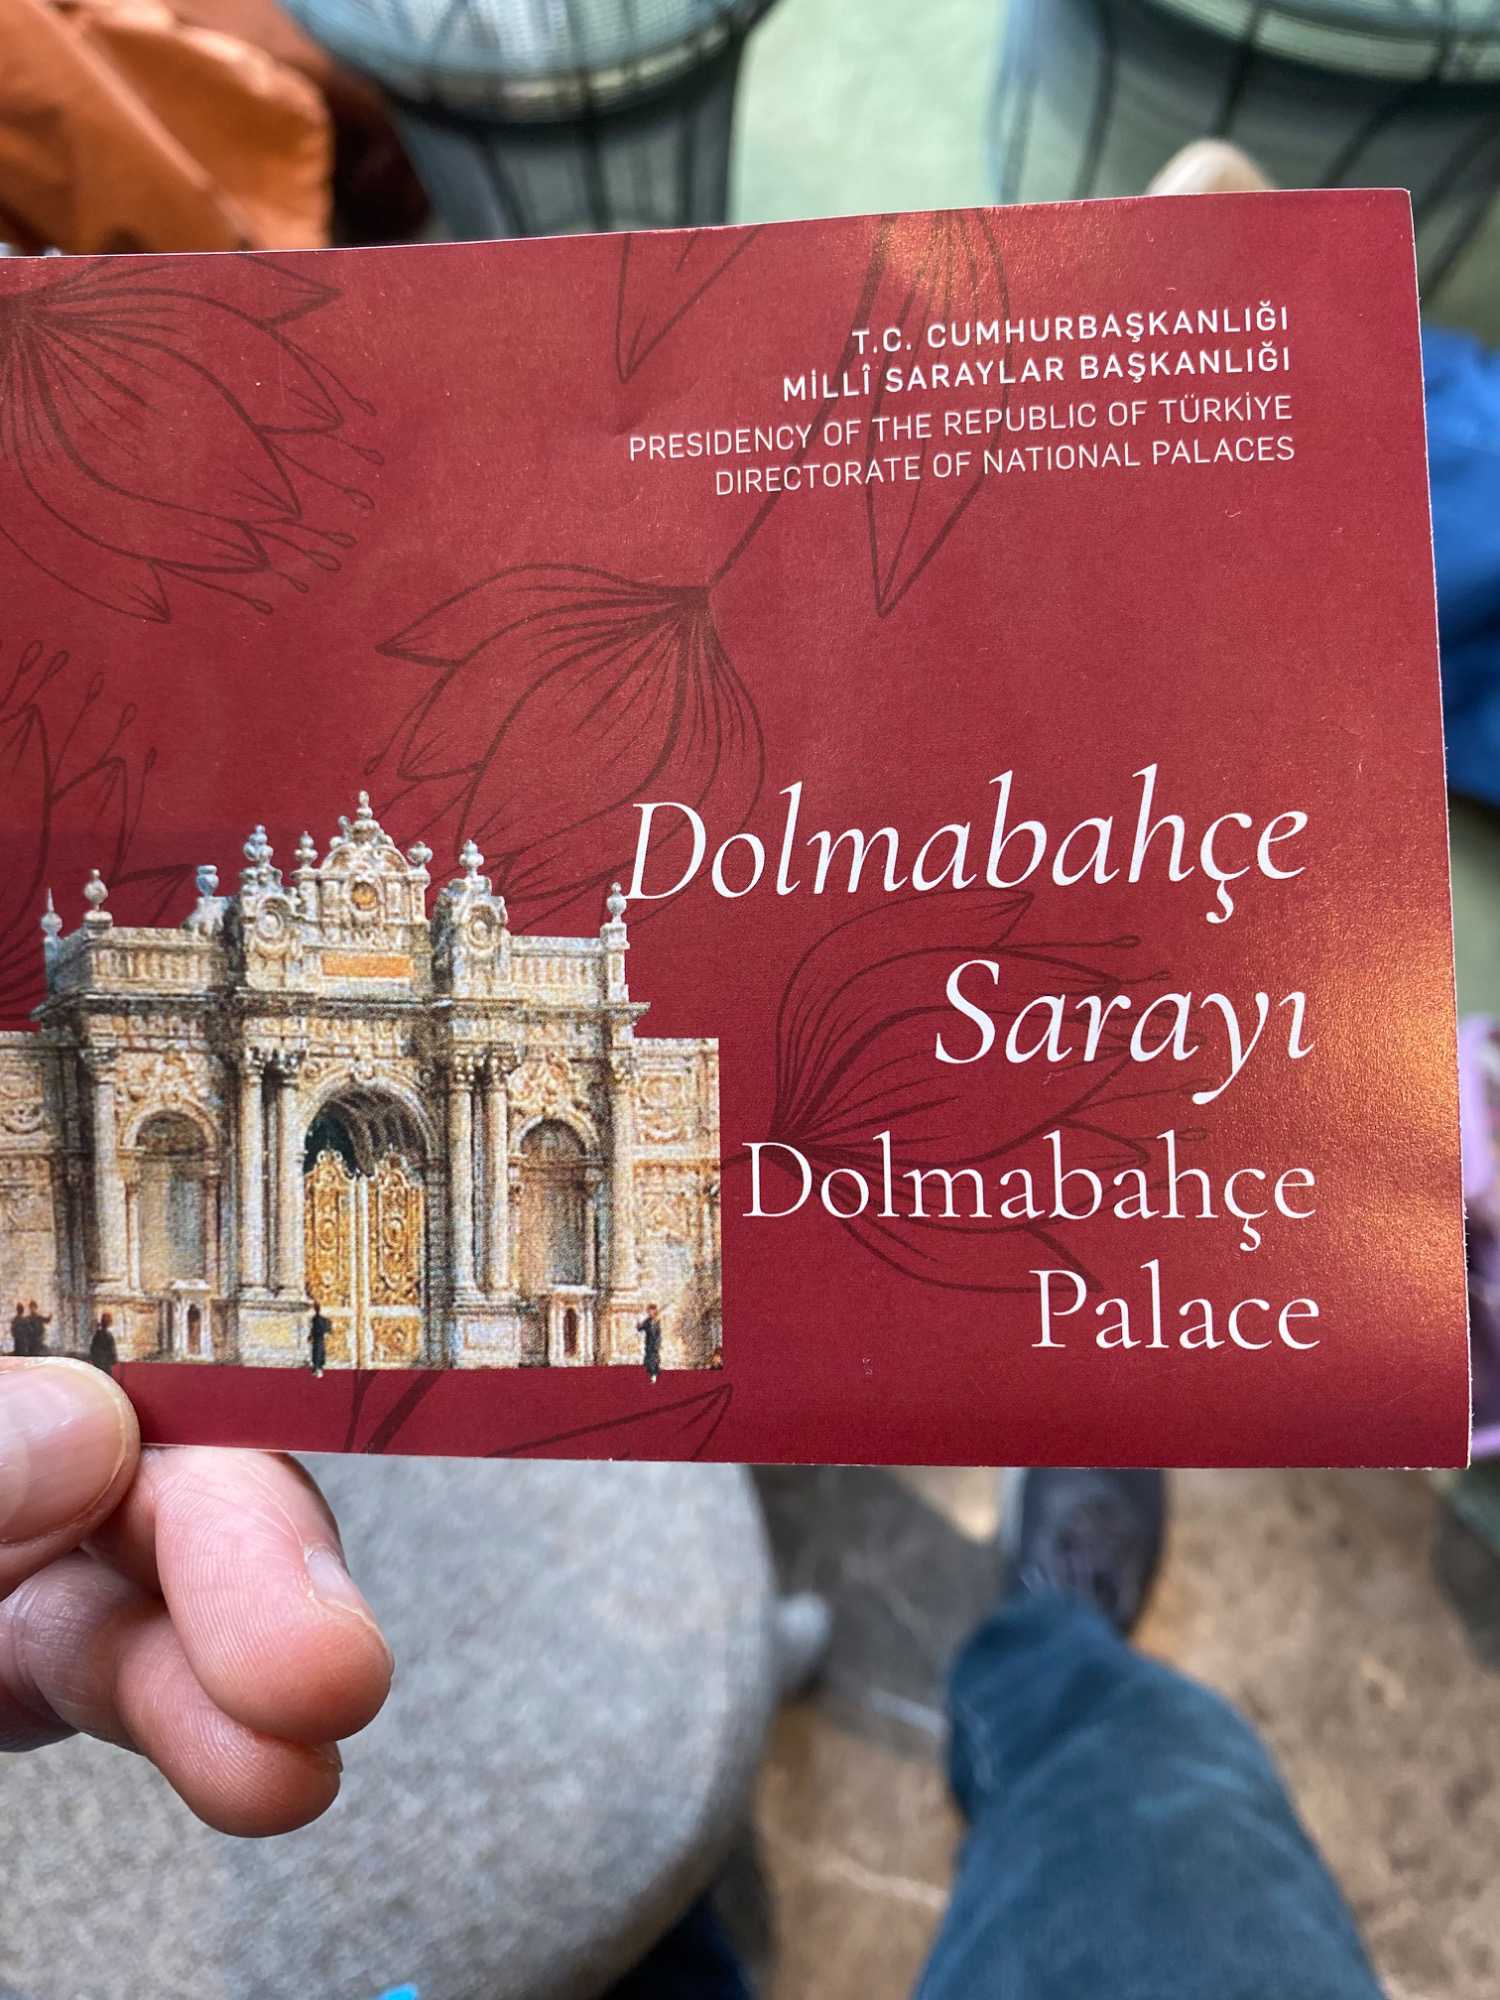 T.C. CUMHURBAŞKANLIĞI
MİLLÎ SARAYLAR BAŞKANLIĞI
PRESIDENCY OF THE REPUBLIC OF TÜRKİYE
DIRECTORATE OF NATIONAL PALACES
Dolmabahçe
Sarayı
Dolmabahçe
Palace